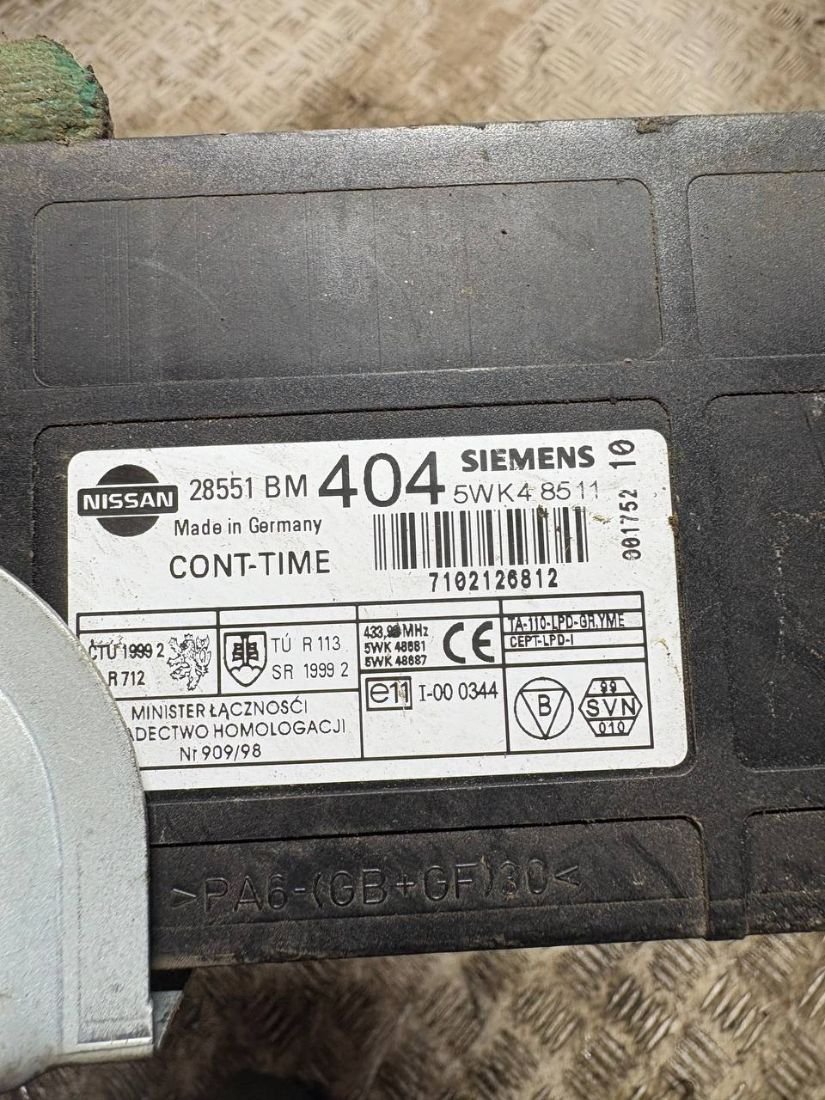 NISSAN
28551 BM 404
SIEMENS
5WK4 8511
001752 10
Made in Germany
CONT-TIME
7102126812
ČTÚ 1999 2
R 712
TÚ R 113
SR 1999 2
433,92 MHz
5WK 48681
5WK 48687
CE
TA-110-LPD-GR.YME
CEPT-LPD-I
e11 I-00 0344
B
99
SVN
010
MINISTER ŁĄCZNOŚCI
ADECTWO HOMOLOGACJI
Nr 909/98
>PA6-(GB+GF)30<